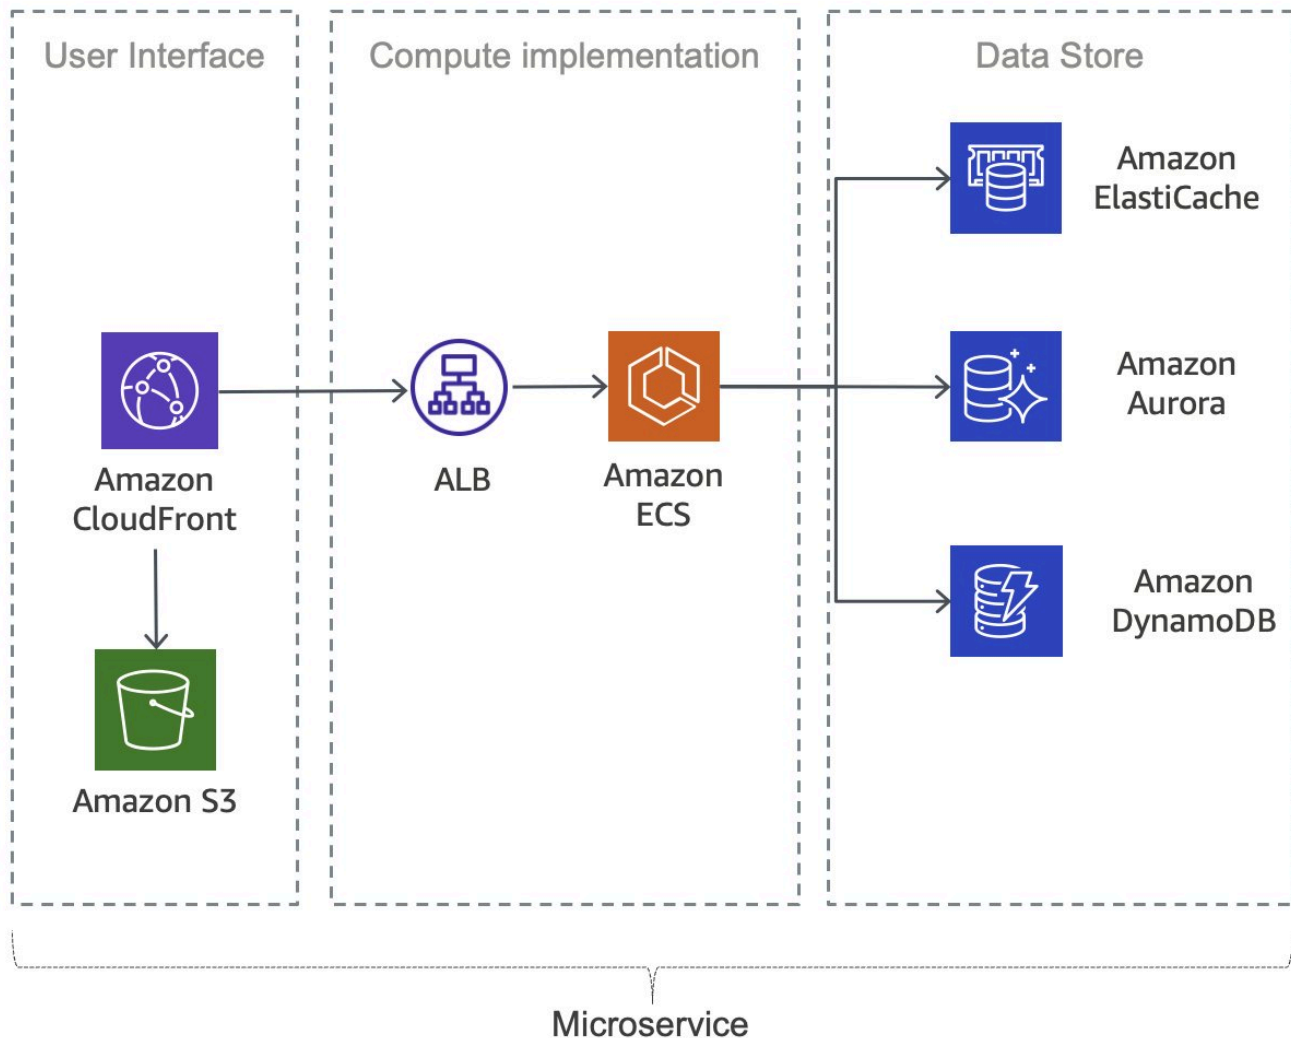 User Interface
Compute implementation
Data Store
Amazon
ElastiCache
Amazon
CloudFront
ALB
Amazon
ECS
Amazon
Aurora
Amazon
DynamoDB
Amazon S3
Microservice